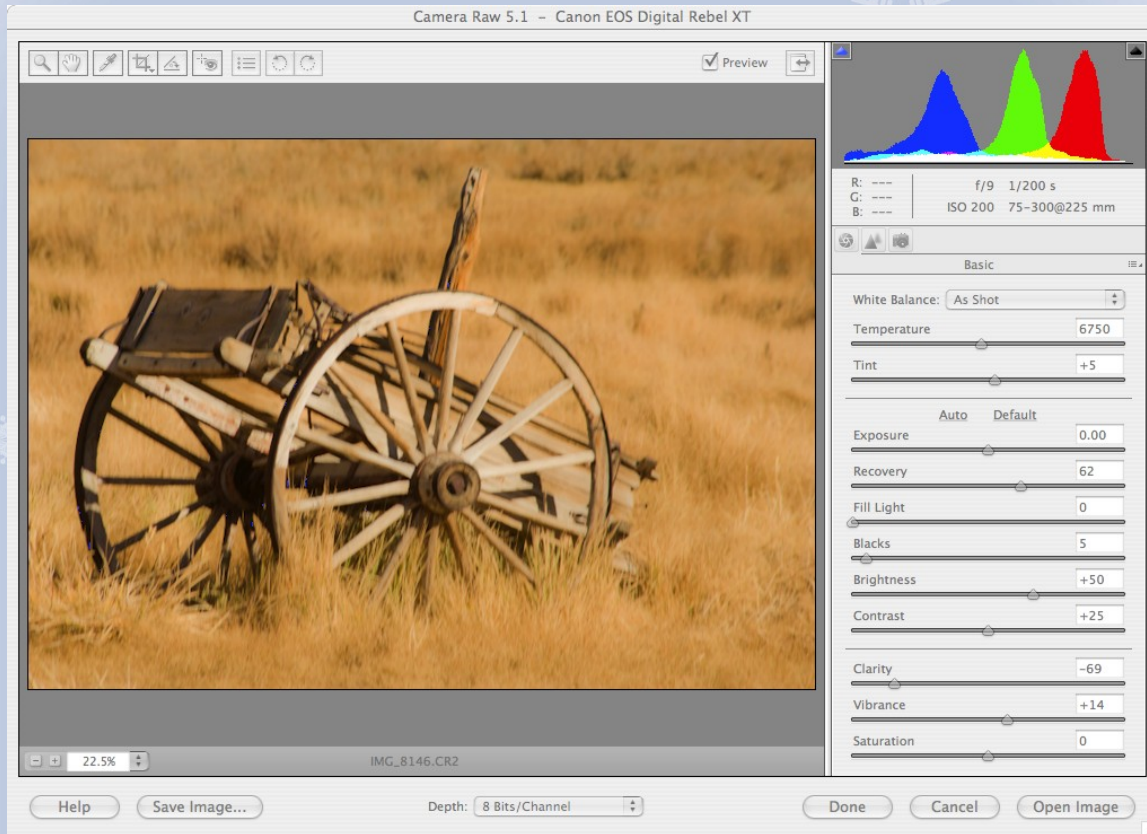 Camera Raw 5.1 – Canon EOS Digital Rebel XT
Preview
R: ---
G: ---
B: ---
f/9 1/200 s
ISO 200 75-300@225 mm
Basic
White Balance: As Shot
Temperature 6750
Tint +5
Auto Default
Exposure 0.00
Recovery 62
Fill Light 0
Blacks 5
Brightness +50
Contrast +25
Clarity -69
Vibrance +14
Saturation 0
22.5% IMG_8146.CR2
Help Save Image... Depth: 8 Bits/Channel Done Cancel Open Image